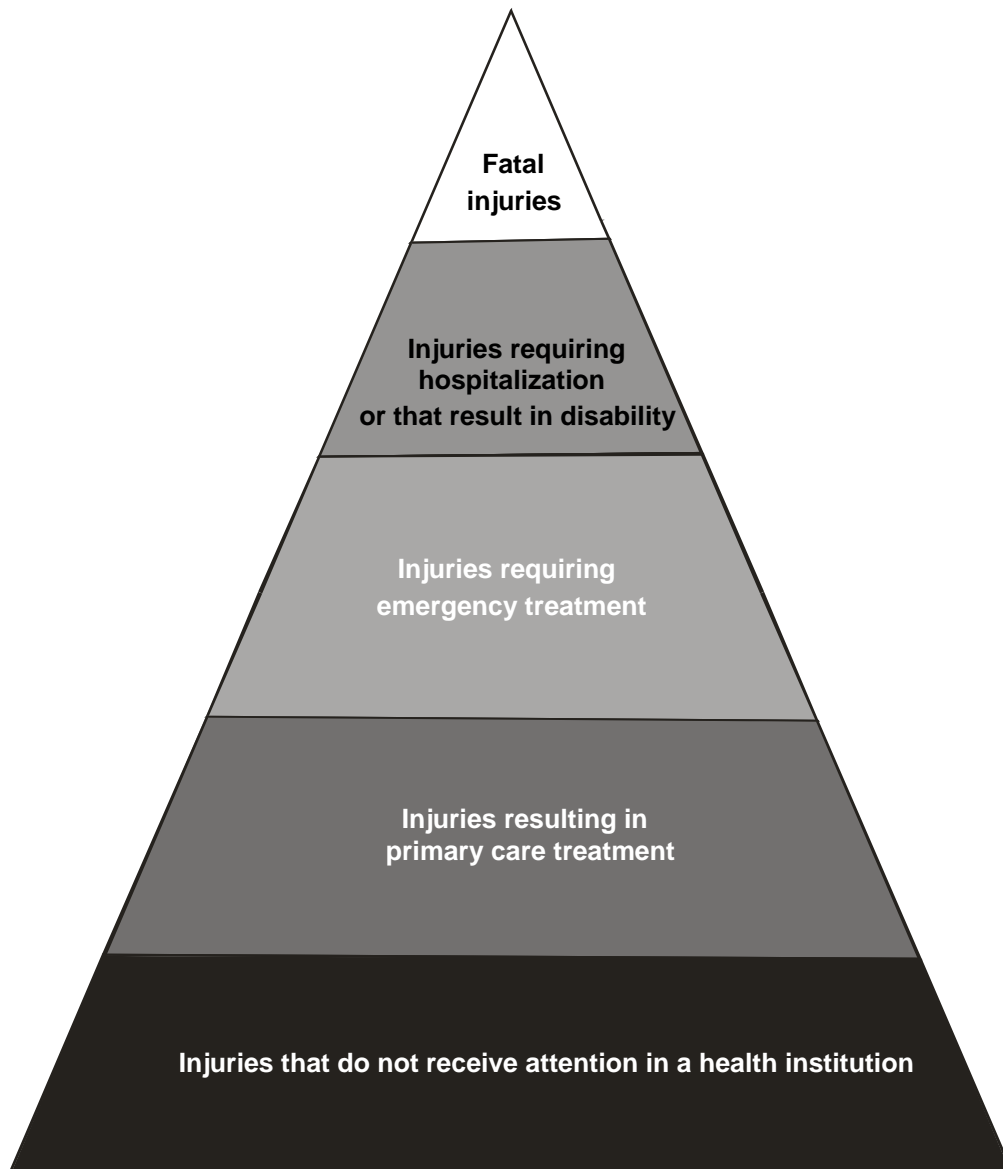 Fatal
injuries
Injuries requiring
hospitalization
or that result in disability
Injuries requiring
emergency treatment
Injuries resulting in
primary care treatment
Injuries that do not receive attention in a health institution